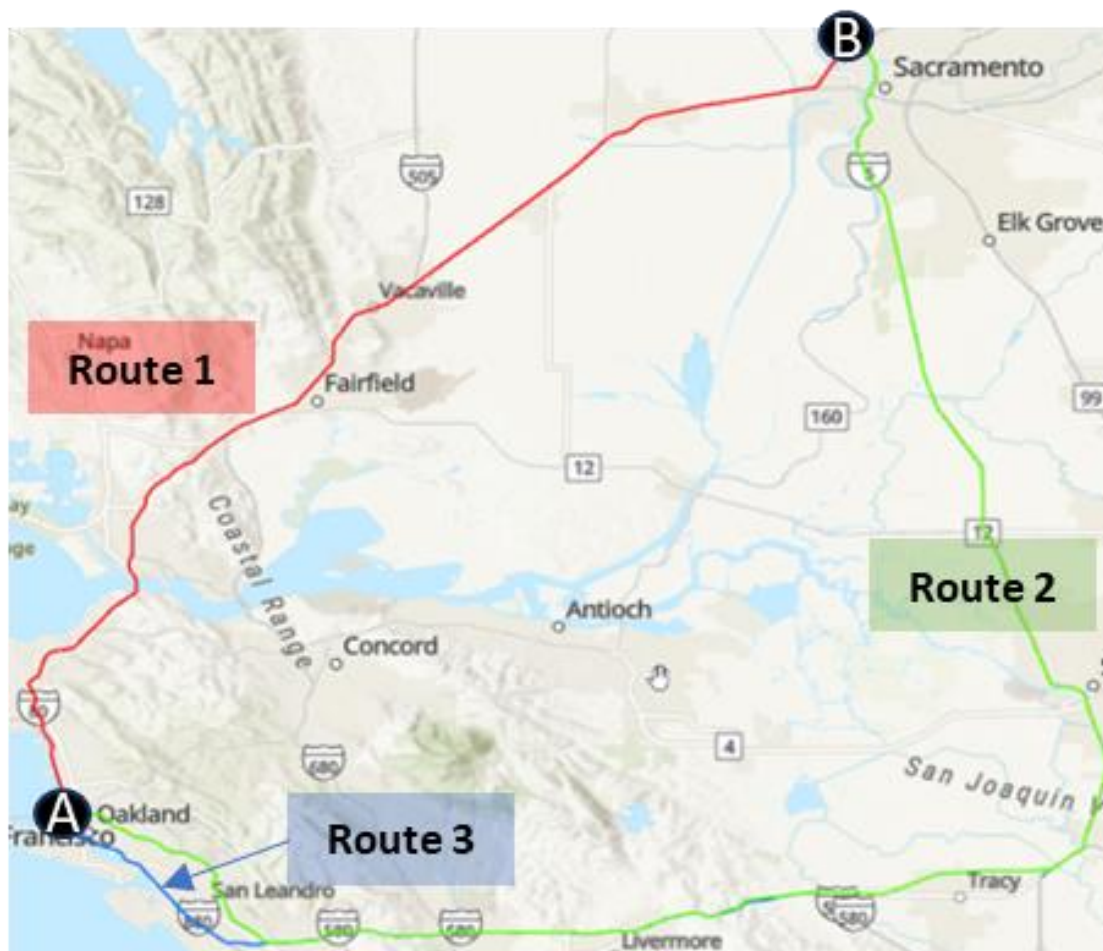 B
Sacramento
505
128
5
Elk Grove
Vacaville
Napa
Route 1
Fairfield
99
160
12
Coastal Range
12
Route 2
Antioch
Concord
80
680
4
San Joaquin V
A
Oakland
Francisco
Route 3
San Leandro
Tracy
580
580
580
Livermore